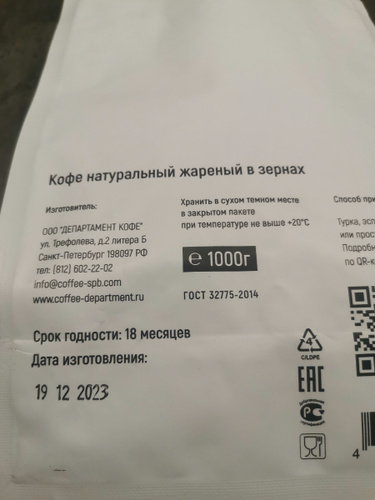 Кофе натуральный жареный в зернах
Изготовитель:
ООО "ДЕПАРТАМЕНТ КОФЕ"
ул. Трефолева, д.2 литера Б
Санкт-Петербург 198097 РФ
тел: (812) 602-22-02
info@coffee-spb.com
www.coffee-department.ru
Хранить в сухом темном месте
в закрытом пакете
при температуре не выше +20°C
℮ 1000г
ГОСТ 32775-2014
Способ при
Турка, эсп
или прос
Подробн
по QR-к
Срок годности: 18 месяцев
Дата изготовления:
19 12 2023
4
C/LDPE
EAC
4